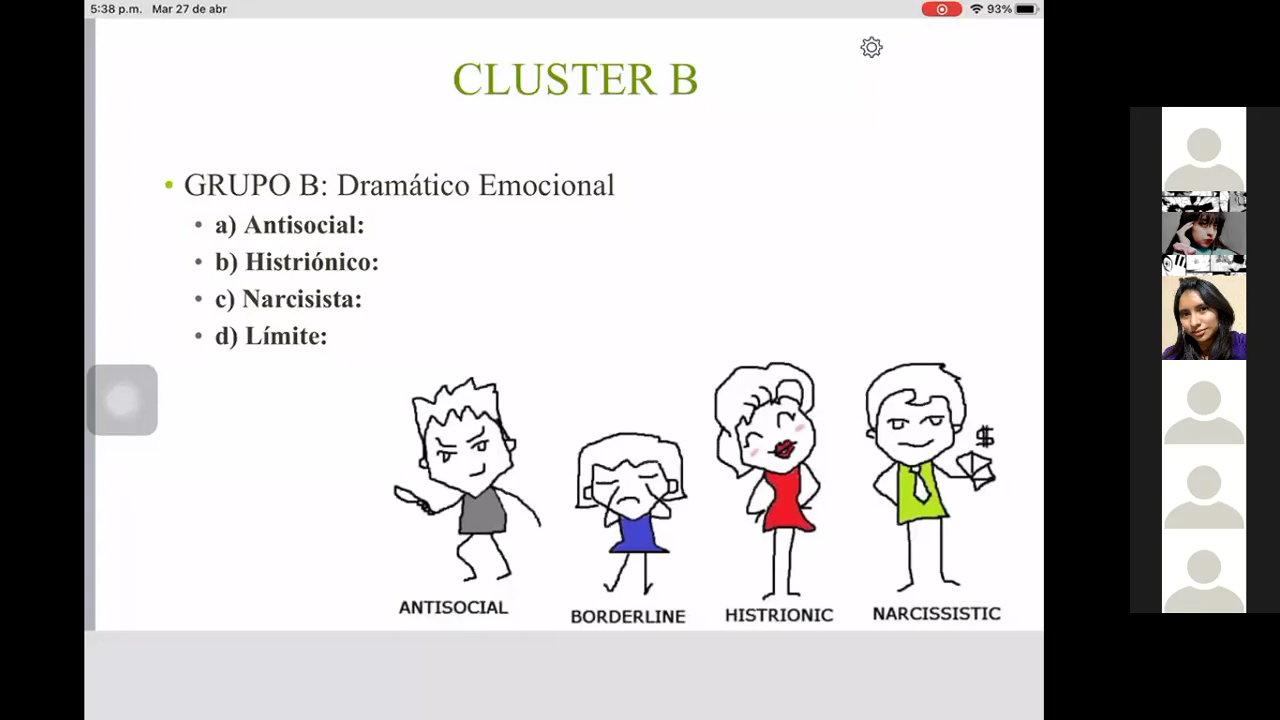 5:38 p.m. Mar 27 de abr
93%
CLUSTER B
• GRUPO B: Dramático Emocional
• a) Antisocial:
• b) Histriónico:
• c) Narcisista:
• d) Límite:
$
ANTISOCIAL
BORDERLINE
HISTRIONIC
NARCISSISTIC